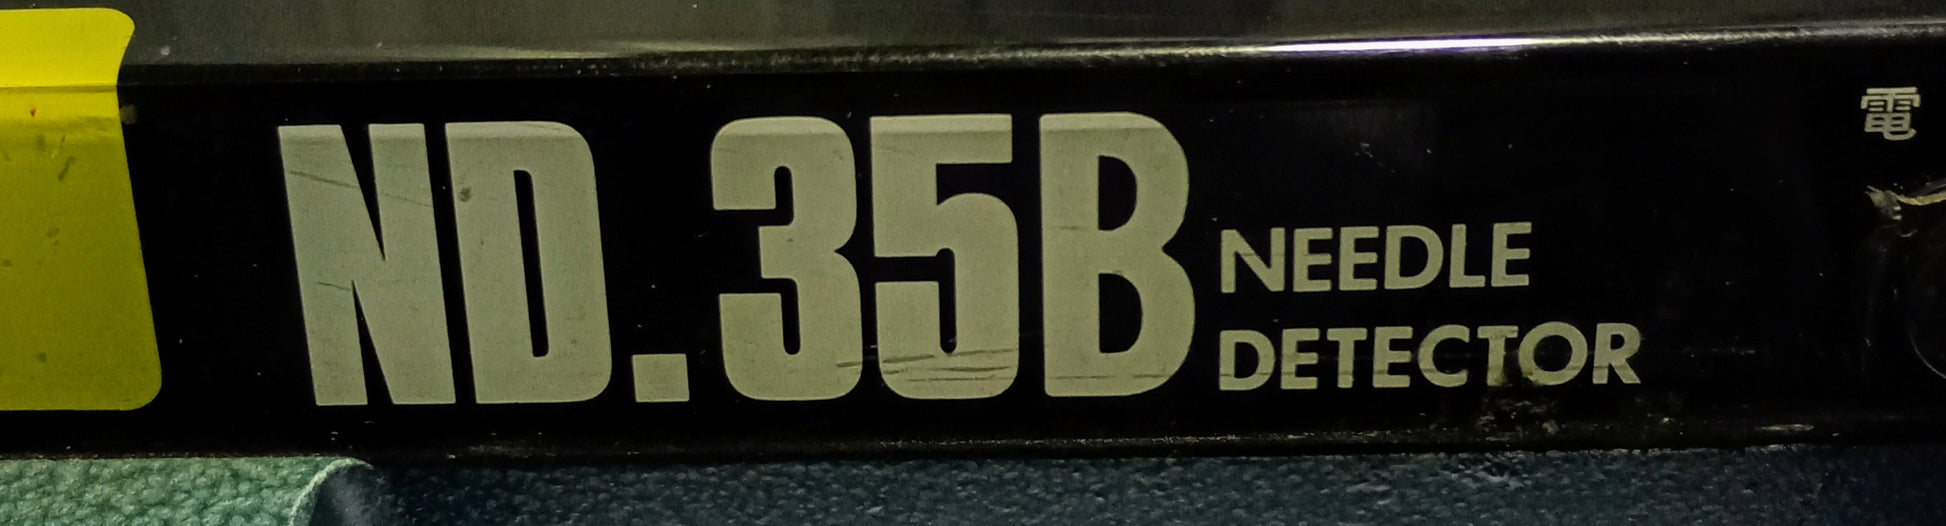 ND.35B
NEEDLE
DETECTOR
電